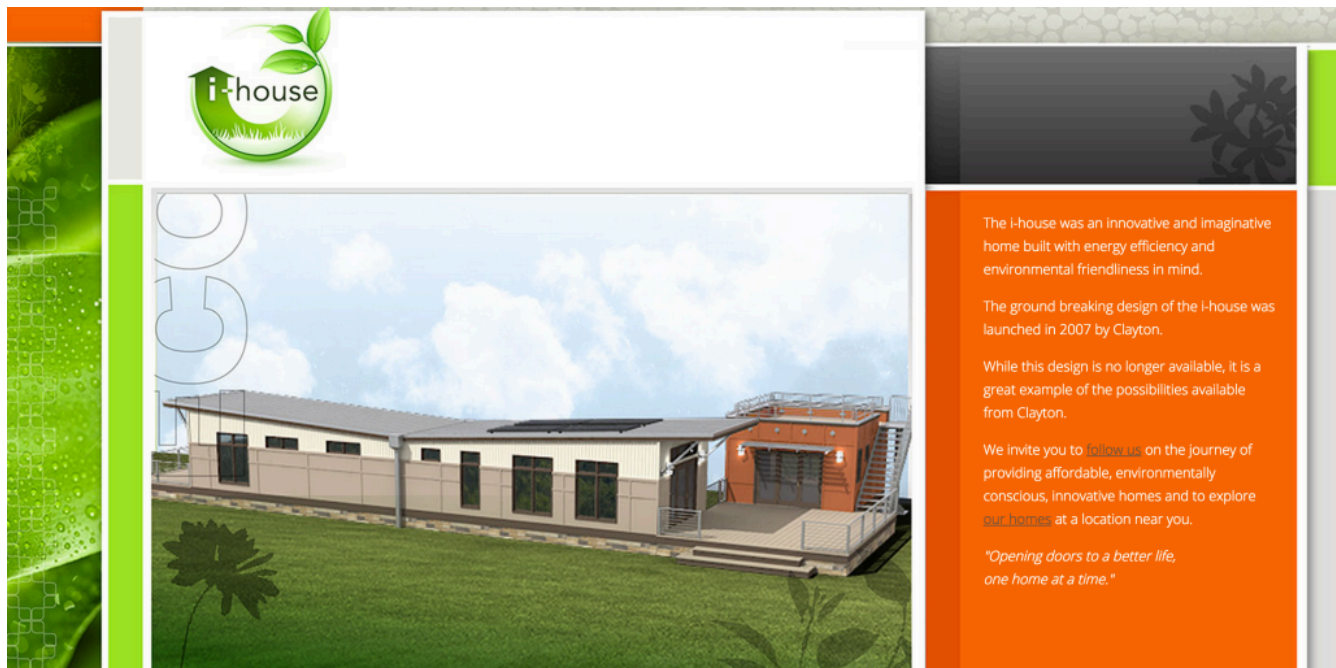 i-house
The i-house was an innovative and imaginative
home built with energy efficiency and
environmental friendliness in mind.
The ground breaking design of the i-house was
launched in 2007 by Clayton.
While this design is no longer available, it is a
great example of the possibilities available
from Clayton.
We invite you to follow us on the journey of
providing affordable, environmentally
conscious, innovative homes and to explore
our homes at a location near you.
"Opening doors to a better life,
one home at a time."